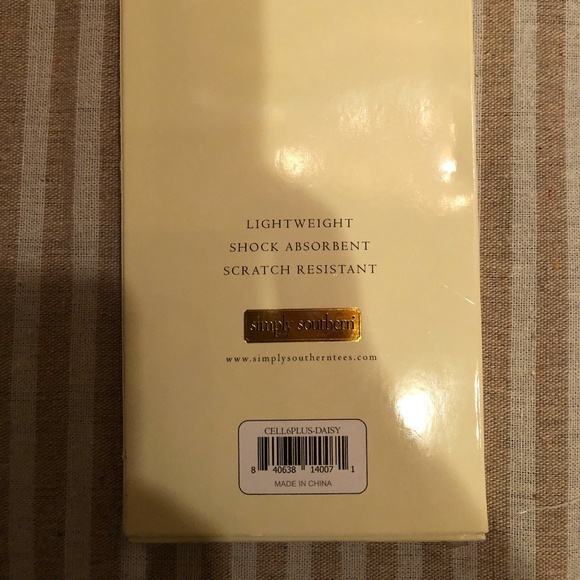 LIGHTWEIGHT
SHOCK ABSORBENT
SCRATCH RESISTANT
simply southern®
www.simplysoutherntees.com
CELL6PLUS-DAISY
8 40638 14007 1
MADE IN CHINA